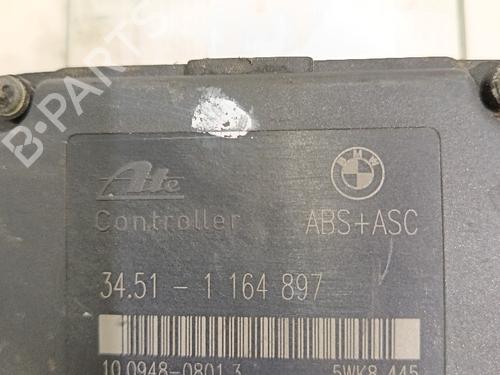 B-PARTS
BMW
Ate
Controller ABS+ASC
34.51 - 1 164 897
10.0948-0801.3 5WK8 445